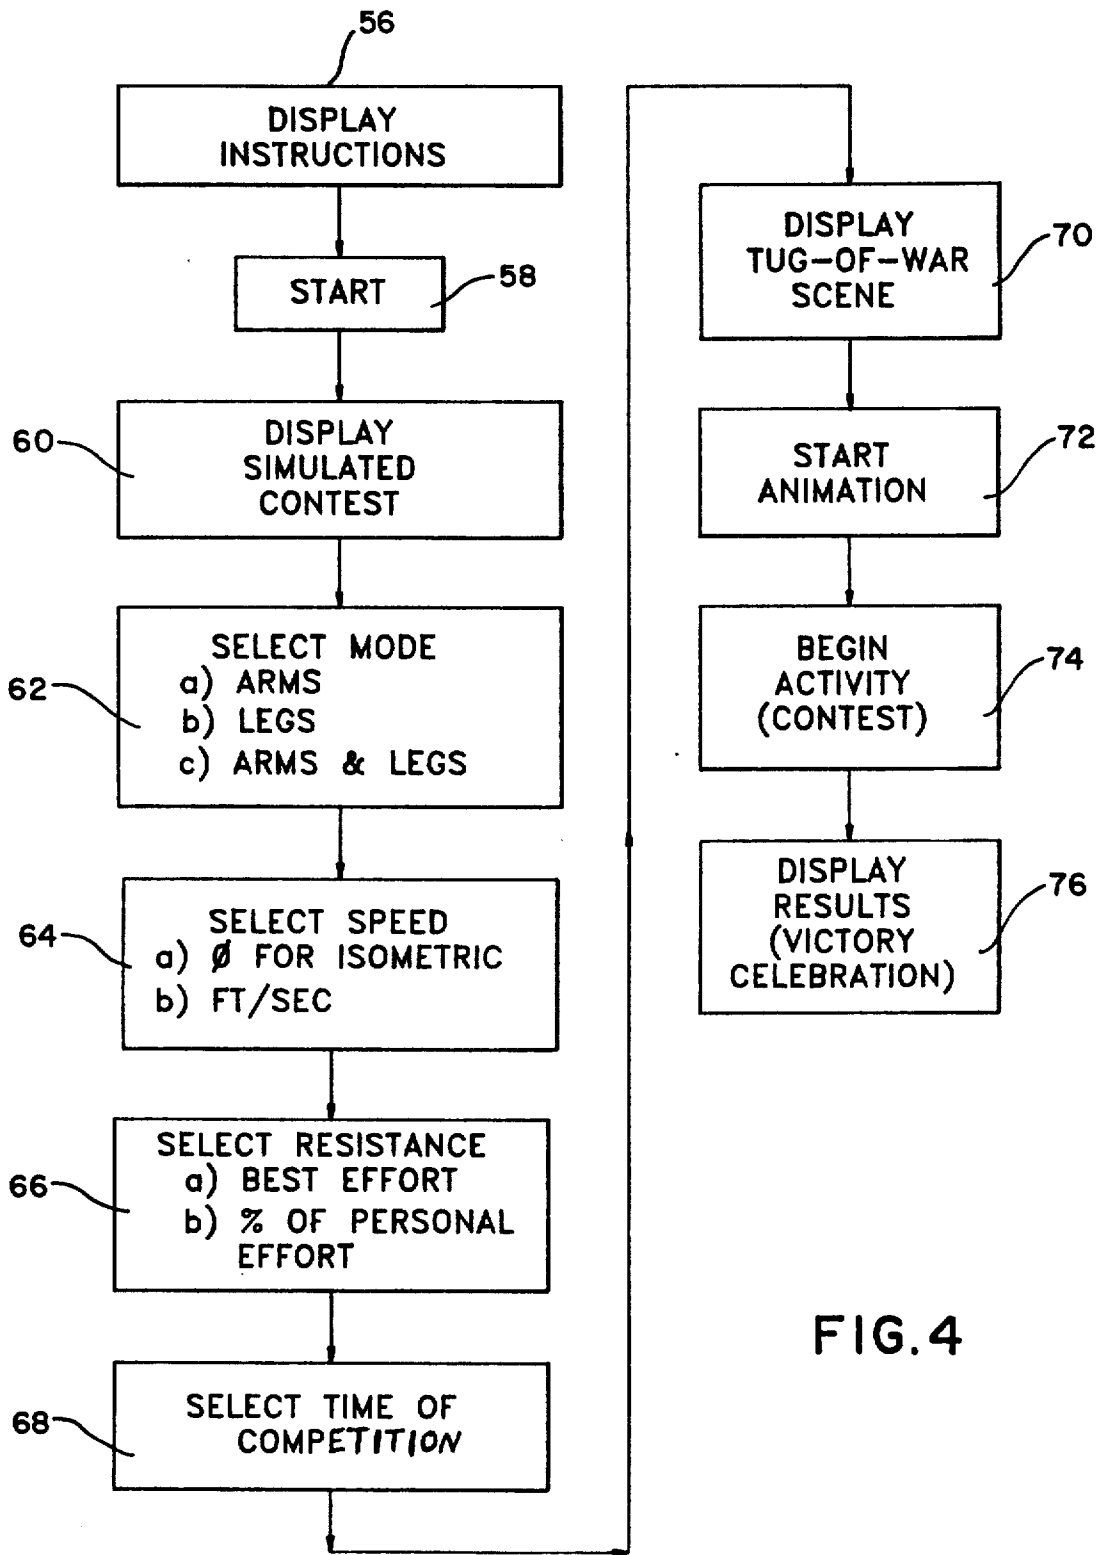 56
DISPLAY
INSTRUCTIONS
START
58
60
DISPLAY
SIMULATED
CONTEST
62
SELECT MODE
a) ARMS
b) LEGS
c) ARMS & LEGS
64
SELECT SPEED
a) Ø FOR ISOMETRIC
b) FT/SEC
66
SELECT RESISTANCE
a) BEST EFFORT
b) % OF PERSONAL
EFFORT
68
SELECT TIME OF
COMPETITION
DISPLAY
TUG-OF-WAR
SCENE
70
START
ANIMATION
72
BEGIN
ACTIVITY
(CONTEST)
74
DISPLAY
RESULTS
(VICTORY
CELEBRATION)
76
FIG. 4